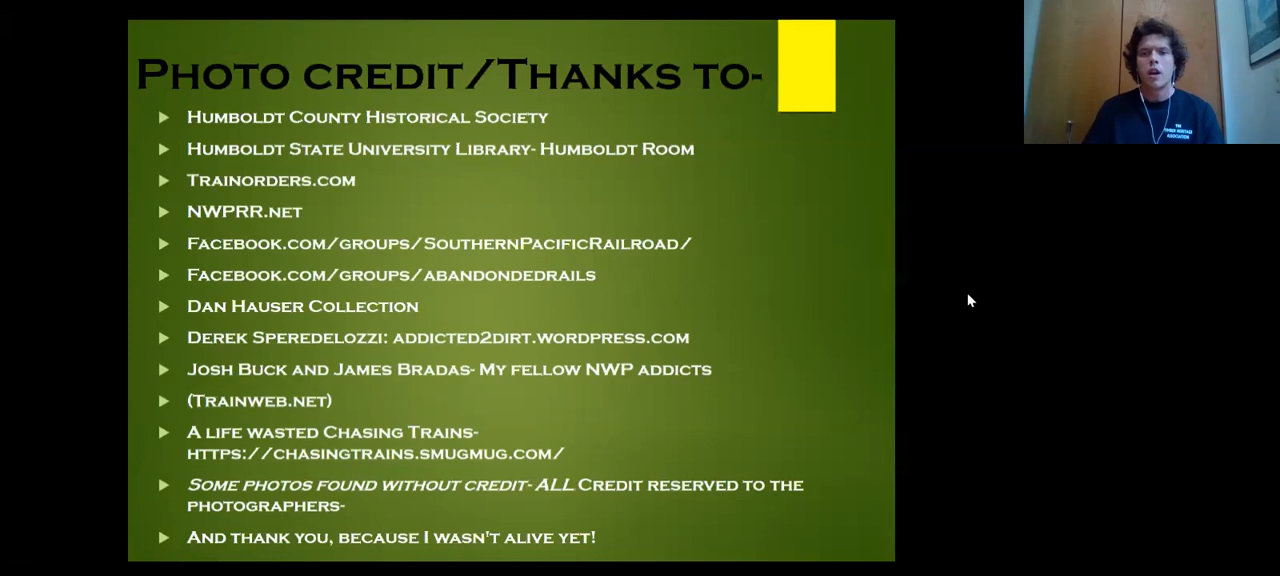 PHOTO CREDIT/THANKS TO-
HUMBOLDT COUNTY HISTORICAL SOCIETY
HUMBOLDT STATE UNIVERSITY LIBRARY- HUMBOLDT ROOM
TRAINORDERS.COM
NWPRR.NET
FACEBOOK.COM/GROUPS/SOUTHERNPACIFICRAILROAD/
FACEBOOK.COM/GROUPS/ABANDONDEDRAILS
DAN HAUSER COLLECTION
DEREK SPEREDELOZZI: ADDICTED2DIRT.WORDPRESS.COM
JOSH BUCK AND JAMES BRADAS- MY FELLOW NWP ADDICTS
(TRAINWEB.NET)
A LIFE WASTED CHASING TRAINS-
HTTPS://CHASINGTRAINS.SMUGMUG.COM/
SOME PHOTOS FOUND WITHOUT CREDIT- ALL CREDIT RESERVED TO THE
PHOTOGRAPHERS-
AND THANK YOU, BECAUSE I WASN'T ALIVE YET!
THE
HERITAGE
ASSOCIATION